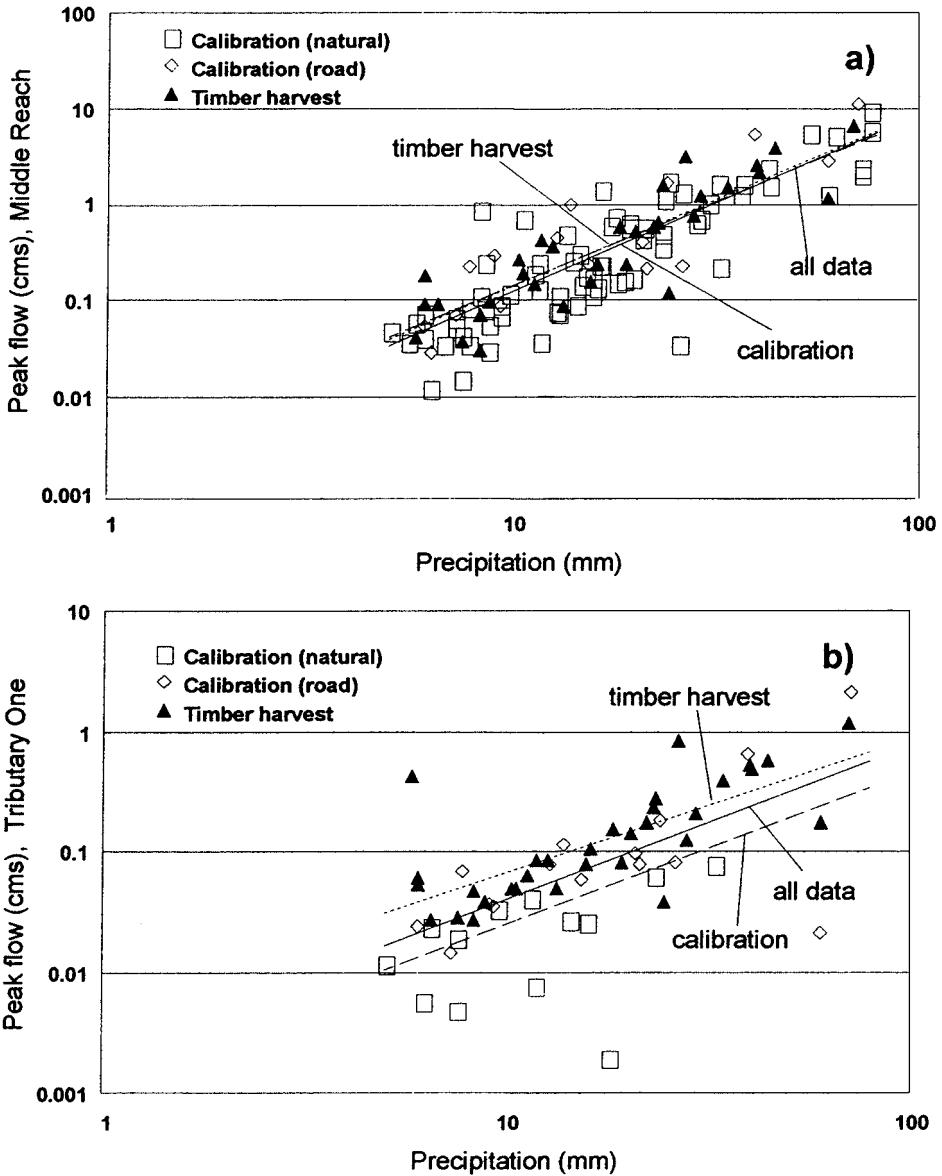 100
10
1
0.1
0.01
0.001
Peak flow (cms), Middle Reach
Calibration (natural)
Calibration (road)
Timber harvest
a)
timber harvest
all data
calibration
1
10
100
Precipitation (mm)
10
1
0.1
0.01
0.001
Peak flow (cms), Tributary One
Calibration (natural)
Calibration (road)
Timber harvest
b)
timber harvest
all data
calibration
1
10
100
Precipitation (mm)